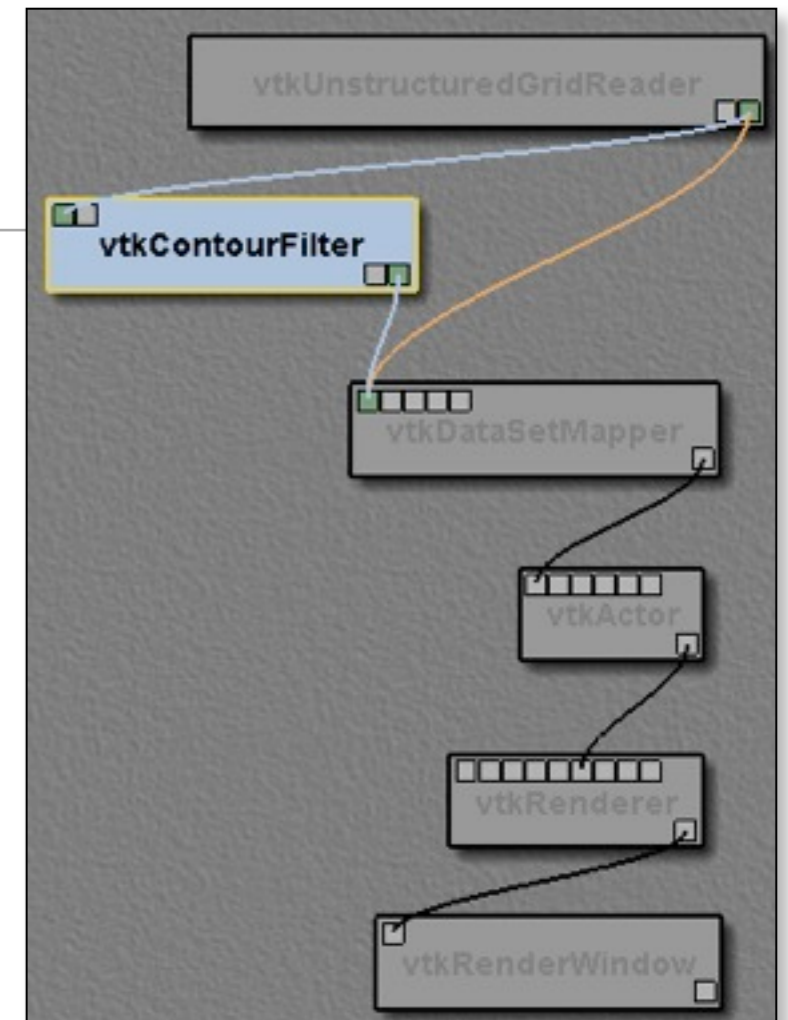 vtkUnstructuredGridReader
vtkContourFilter
vtkDataSetMapper
vtkActor
vtkRenderer
vtkRenderWindow